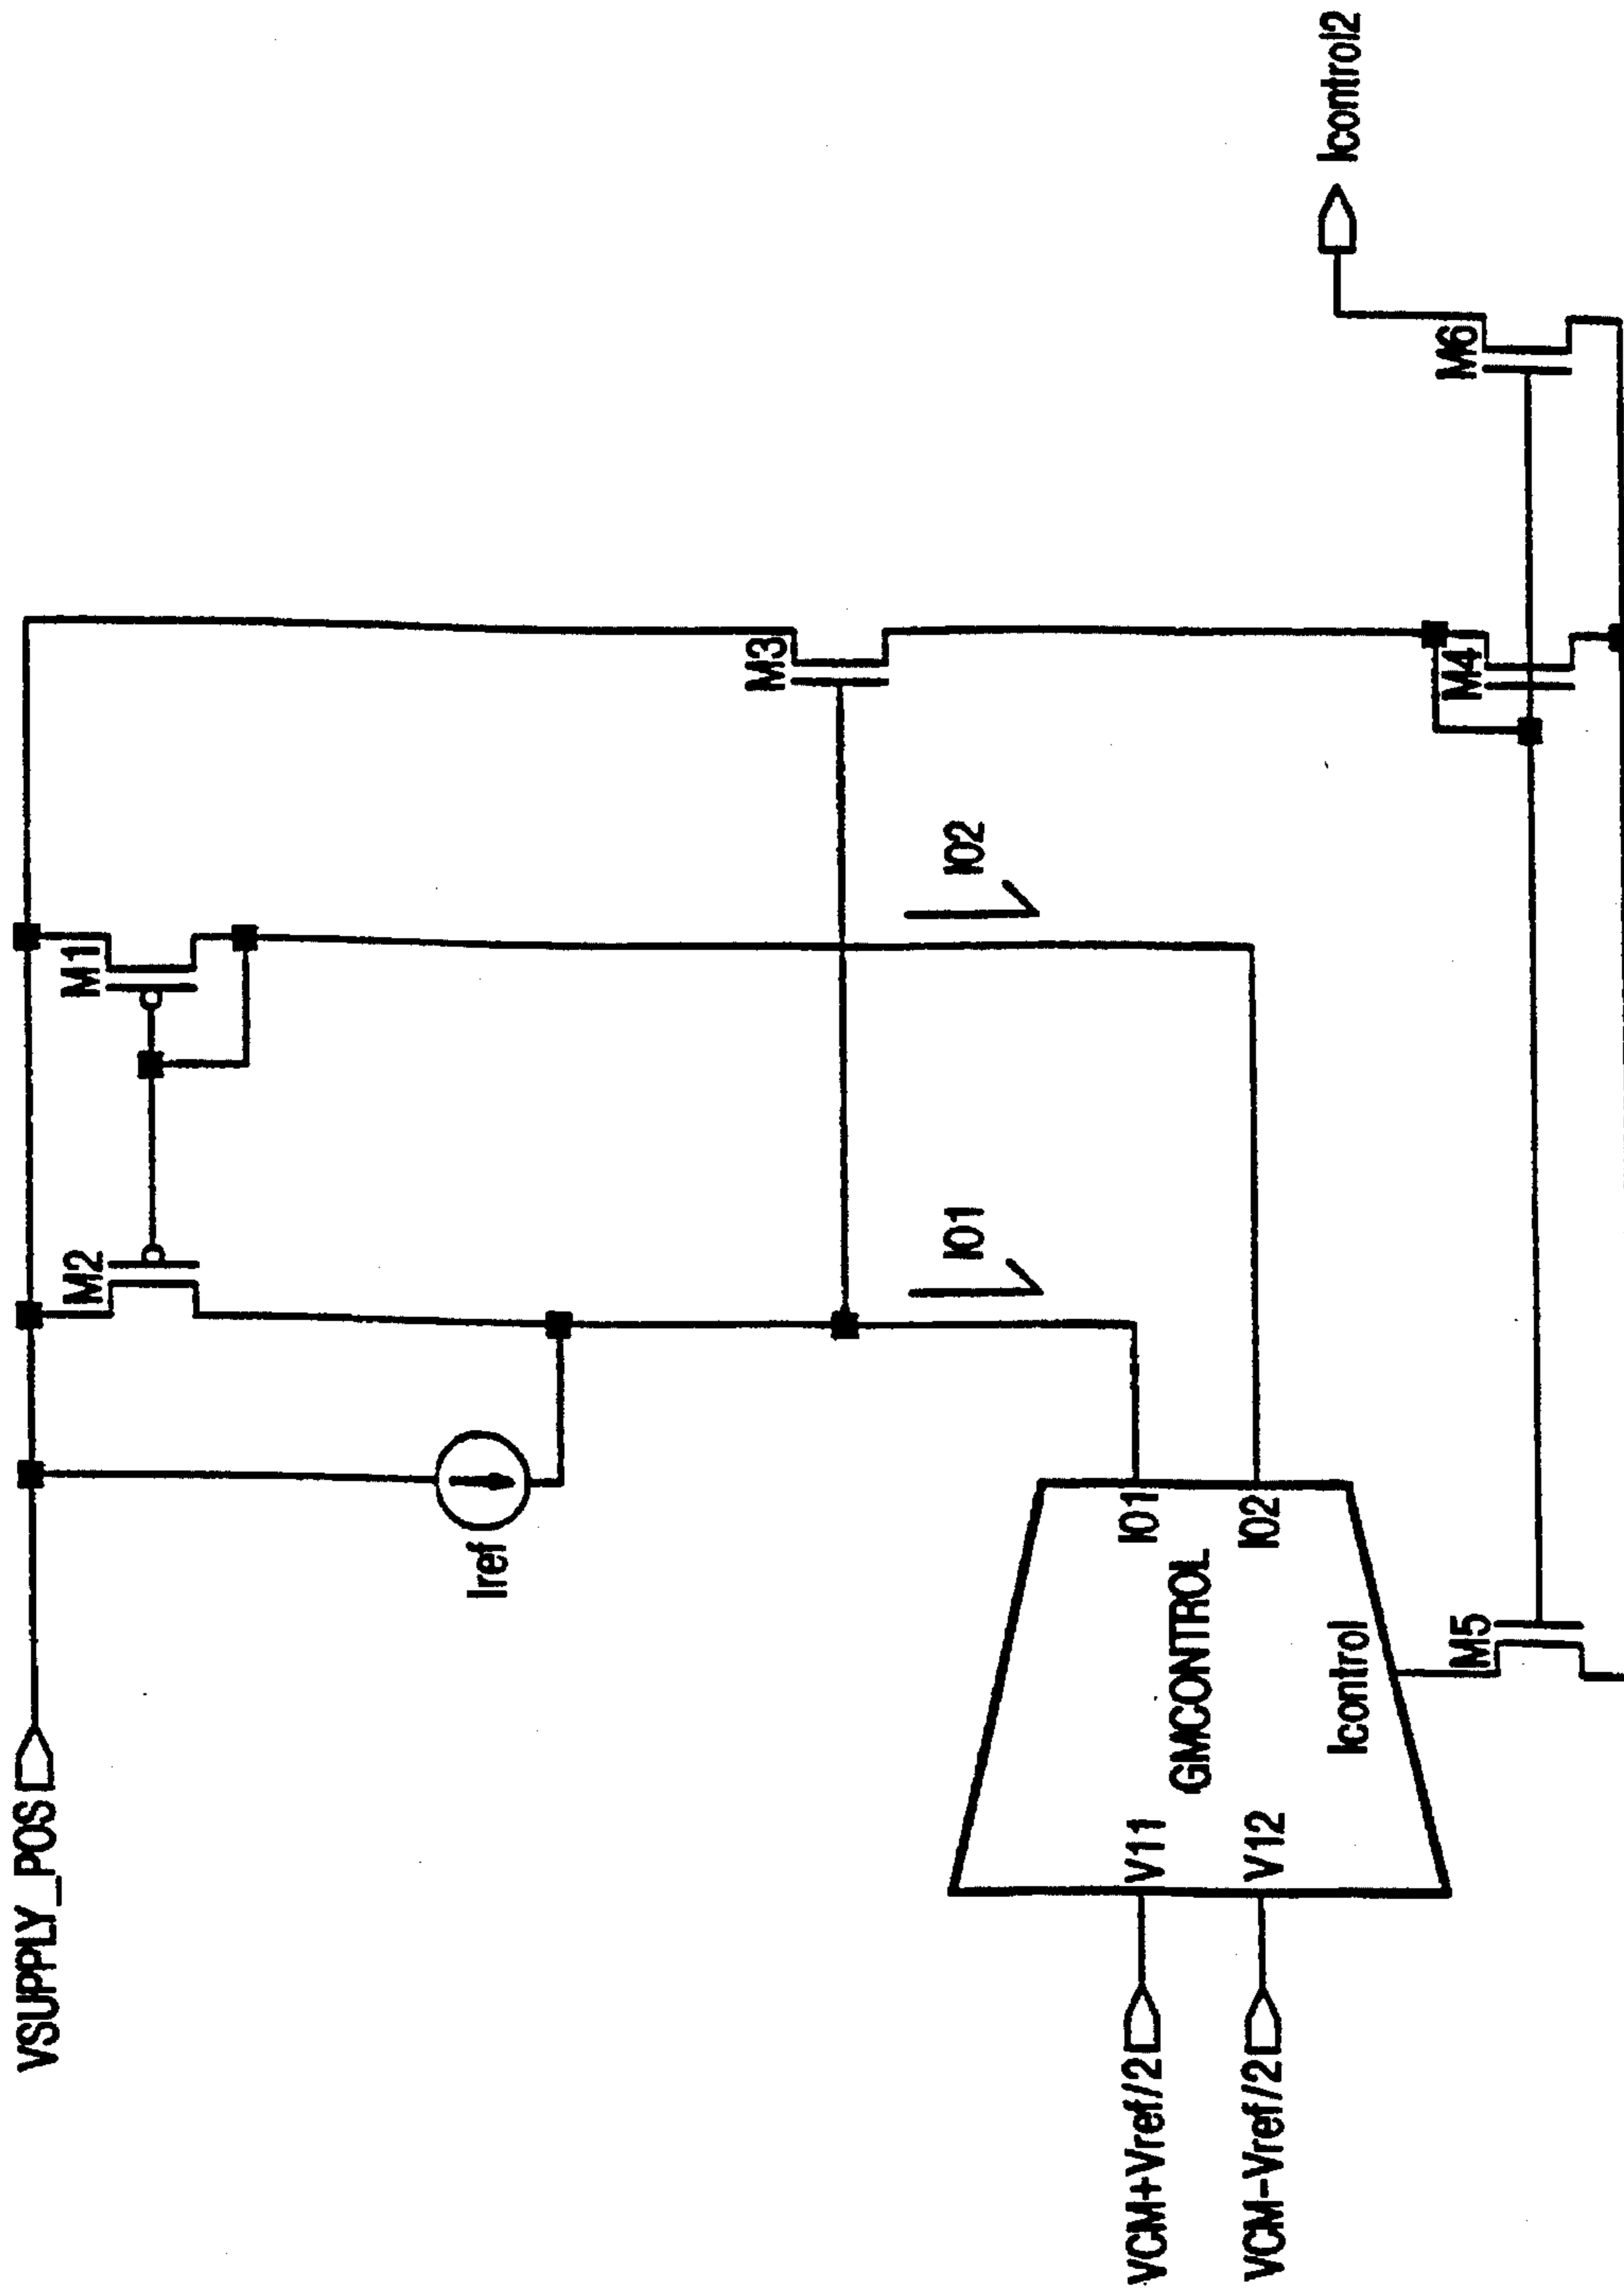 VSUPPLY_POS
M2
M1
Iref
M3
IO1
IO2
VCM+Vref/2
VCM-Vref/2
V11
V12
GMCONTROL
IO1
IO2
Icontrol
M5
M4
M6
Icontrol2